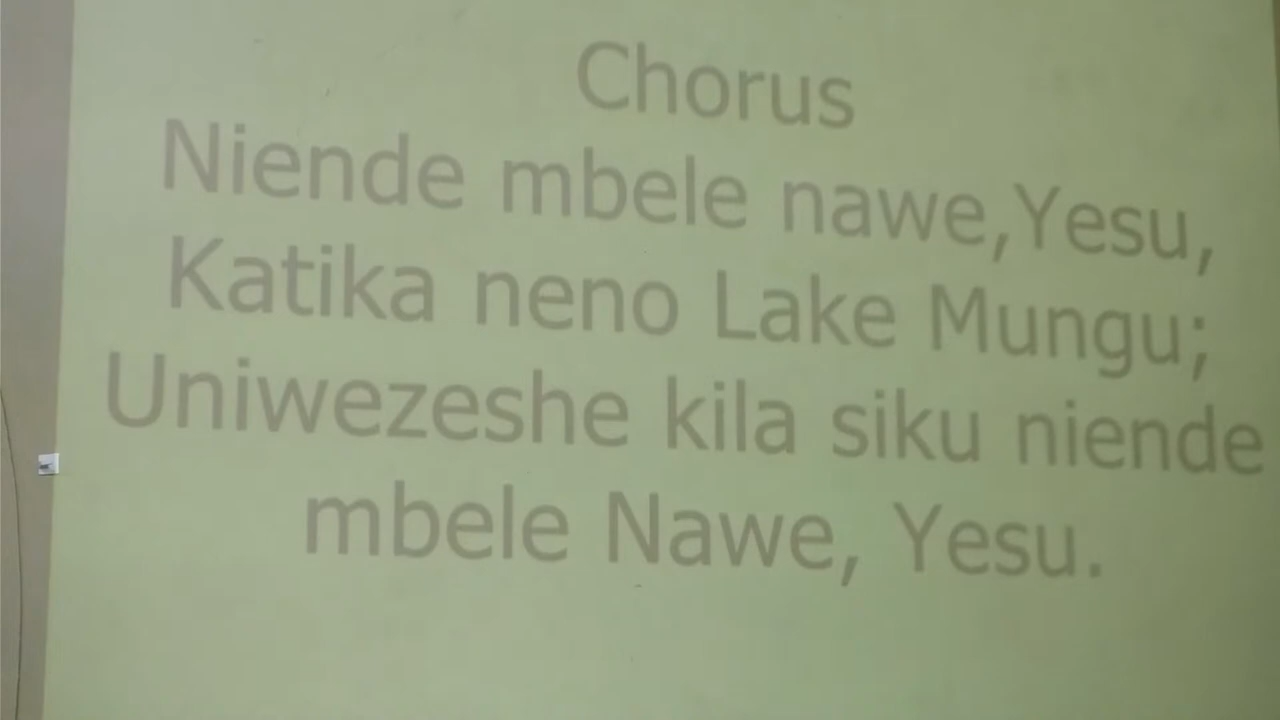 Chorus
Niende mbele nawe,Yesu,
Katika neno Lake Mungu;
Uniwezeshe kila siku niende
mbele Nawe, Yesu.